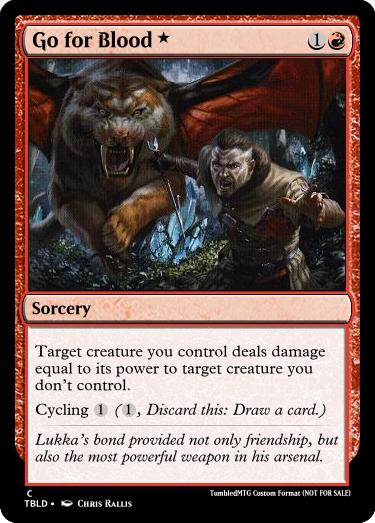 Go for Blood ★ 1
Sorcery
Target creature you control deals damage
equal to its power to target creature you
don't control.
Cycling 1 (1, Discard this: Draw a card.)
Lukka's bond provided not only friendship, but
also the most powerful weapon in his arsenal.
C
TBLD • Chris Rallis
TumbledMTG Custom Format (NOT FOR SALE)